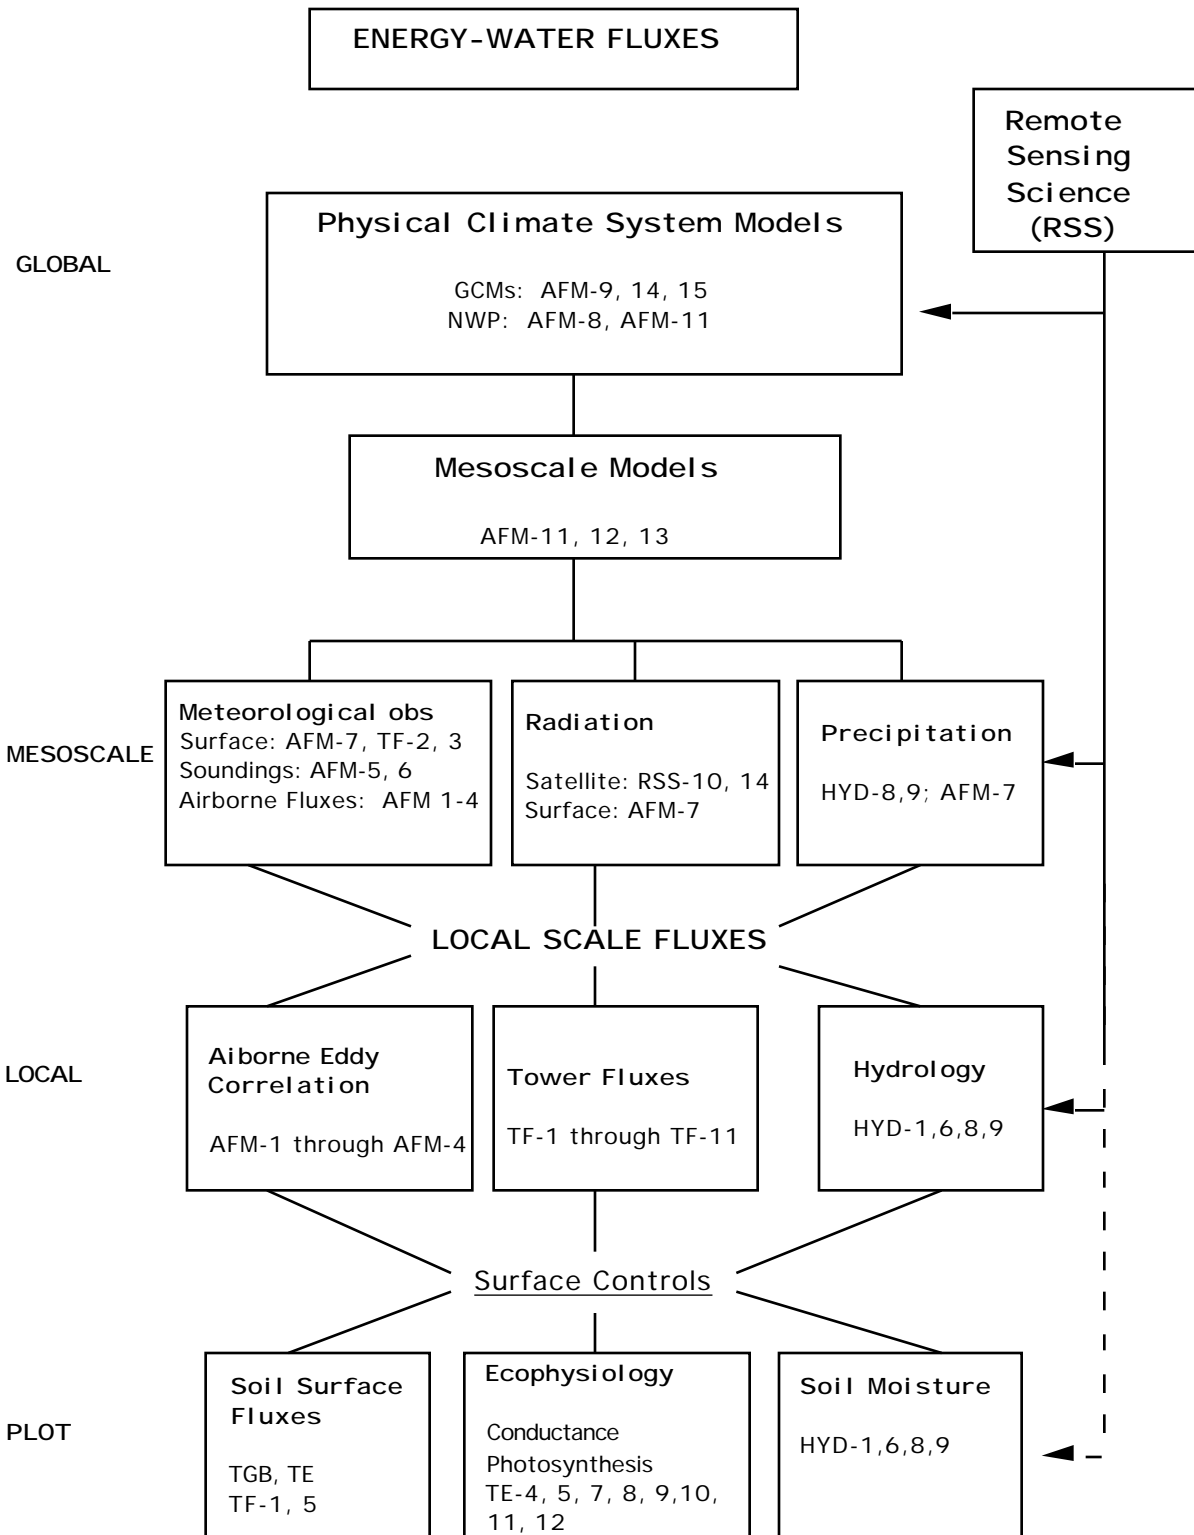 ENERGY-WATER FLUXES
Remote
Sensing
Science
(RSS)
Physical Climate System Models
GLOBAL
GCMs: AFM-9, 14, 15
NWP: AFM-8, AFM-11
Mesoscale Models
AFM-11, 12, 13
MESOSCALE
Meteorological obs
Surface: AFM-7, TF-2, 3
Soundings: AFM-5, 6
Airborne Fluxes: AFM 1-4
Radiation
Satellite: RSS-10, 14
Surface: AFM-7
Precipitation
HYD-8,9; AFM-7
LOCAL SCALE FLUXES
LOCAL
Aiborne Eddy
Correlation
AFM-1 through AFM-4
Tower Fluxes
TF-1 through TF-11
Hydrology
HYD-1,6,8,9
Surface Controls
PLOT
Soil Surface
Fluxes
TGB, TE
TF-1, 5
Ecophysiology
Conductance
Photosynthesis
TE-4, 5, 7, 8, 9,10,
11, 12
Soil Moisture
HYD-1,6,8,9